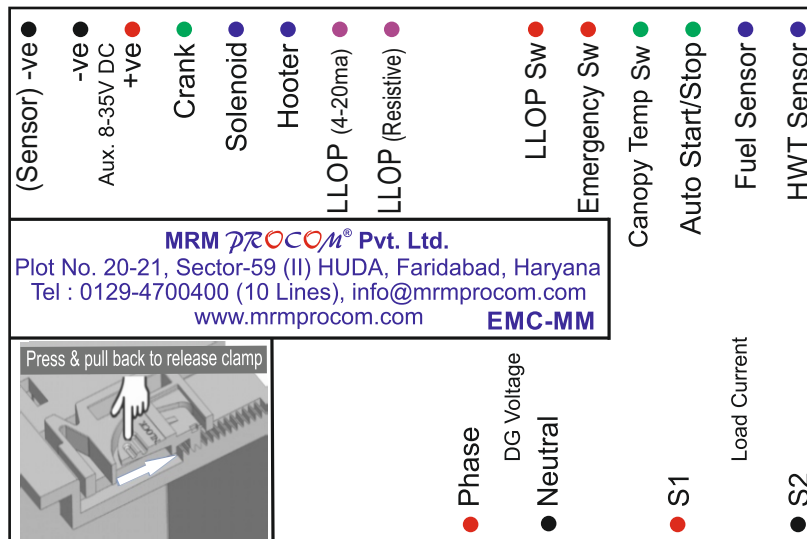 (Sensor) -ve
-ve
Aux. 8-35V DC
+ve
Crank
Solenoid
Hooter
LLOP (4-20ma)
LLOP (Resistive)
LLOP Sw
Emergency Sw
Canopy Temp Sw
Auto Start/Stop
Fuel Sensor
HWT Sensor
MRM PROCOM® Pvt. Ltd.
Plot No. 20-21, Sector-59 (II) HUDA, Faridabad, Haryana
Tel : 0129-4700400 (10 Lines), info@mrmprocom.com
www.mrmprocom.com EMC-MM
Press & pull back to release clamp
Phase
DG Voltage
Neutral
S1
Load Current
S2